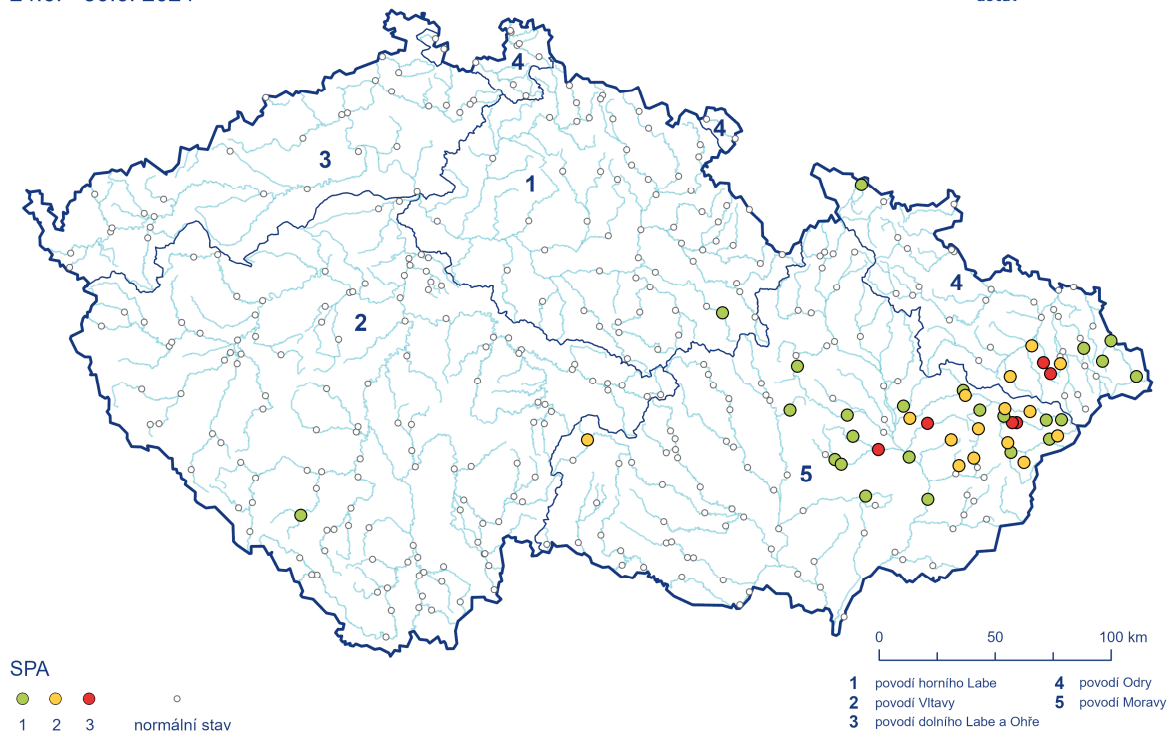 4
4
3
1
4
2
5
0 50 100 km
SPA
1 2 3 normální stav
1 povodí horního Labe
2 povodí Vltavy
3 povodí dolního Labe a Ohře
4 povodí Odry
5 povodí Moravy